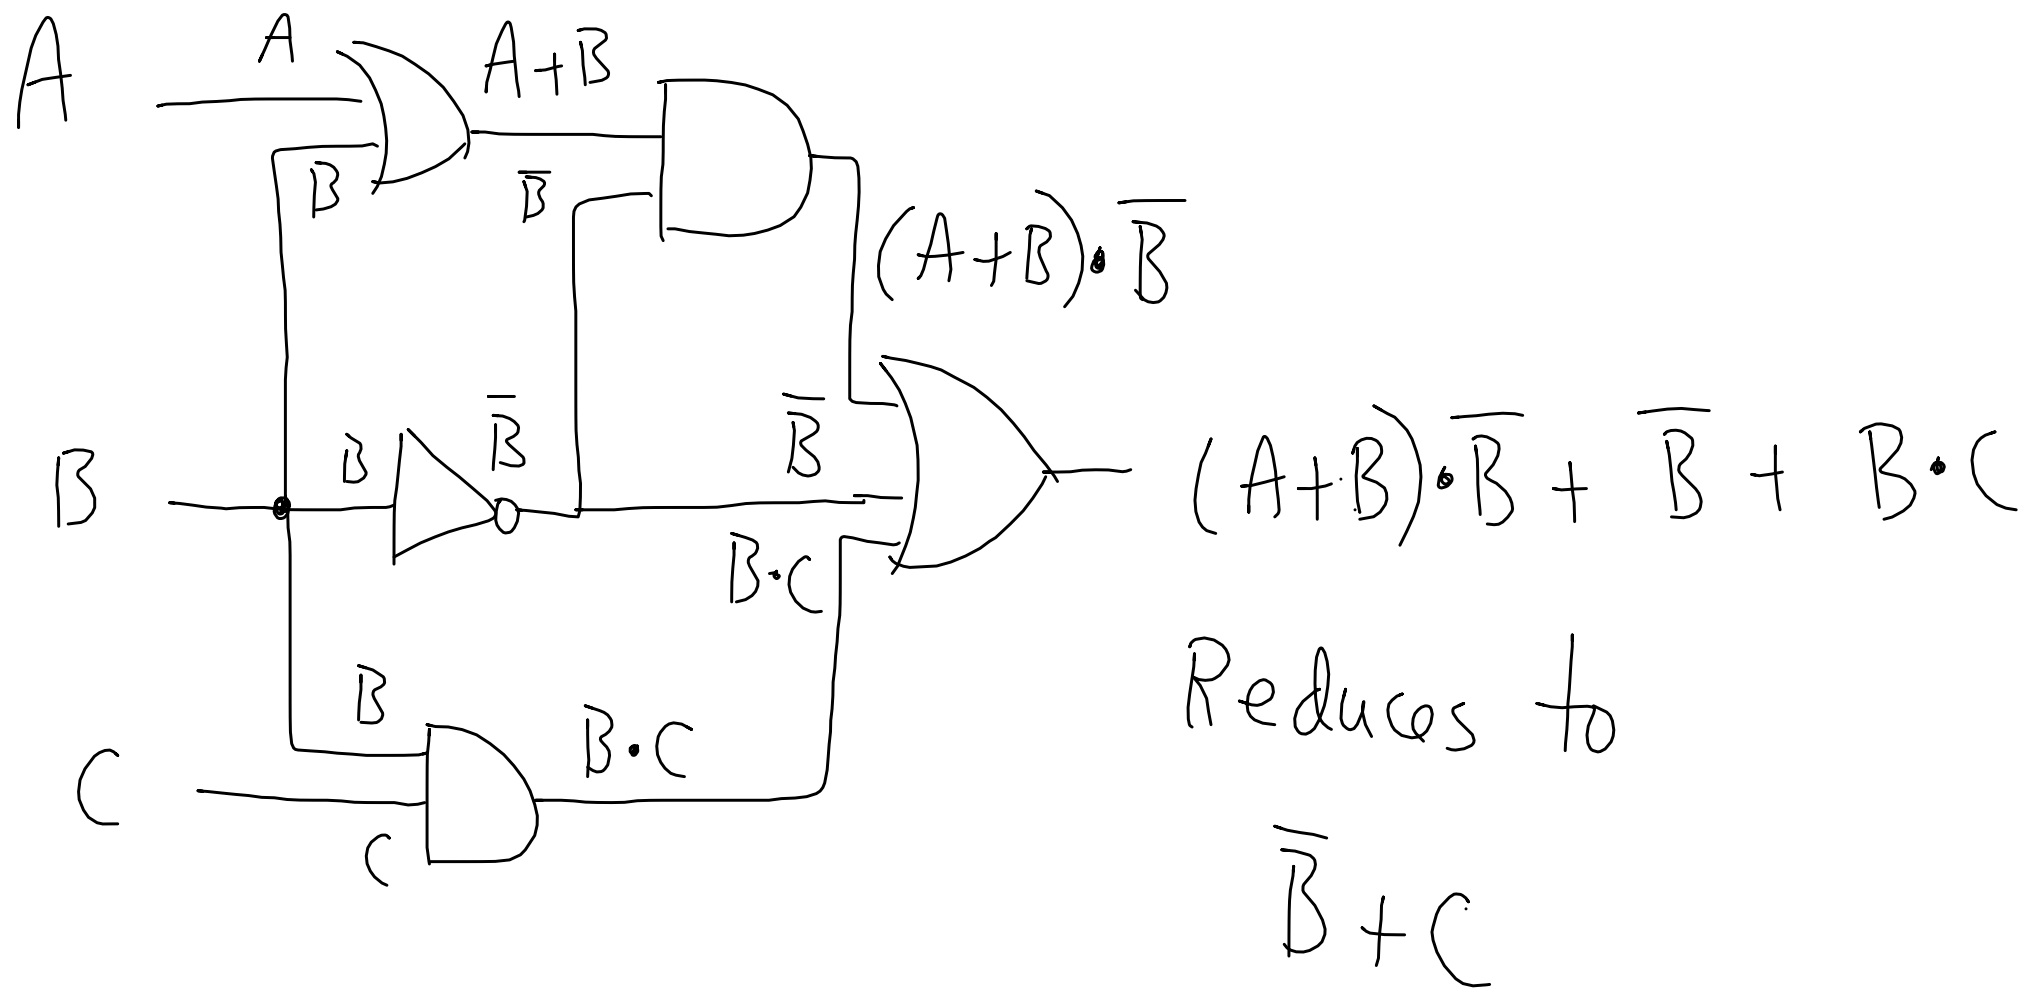 A
A
A+B
B
B̅
(A+B)•B̅
B
B
B̅
B̅
(A+B)•B̅ + B̅ + B•C
B•C
Reduces to
B
B•C
C
C
B̅+C